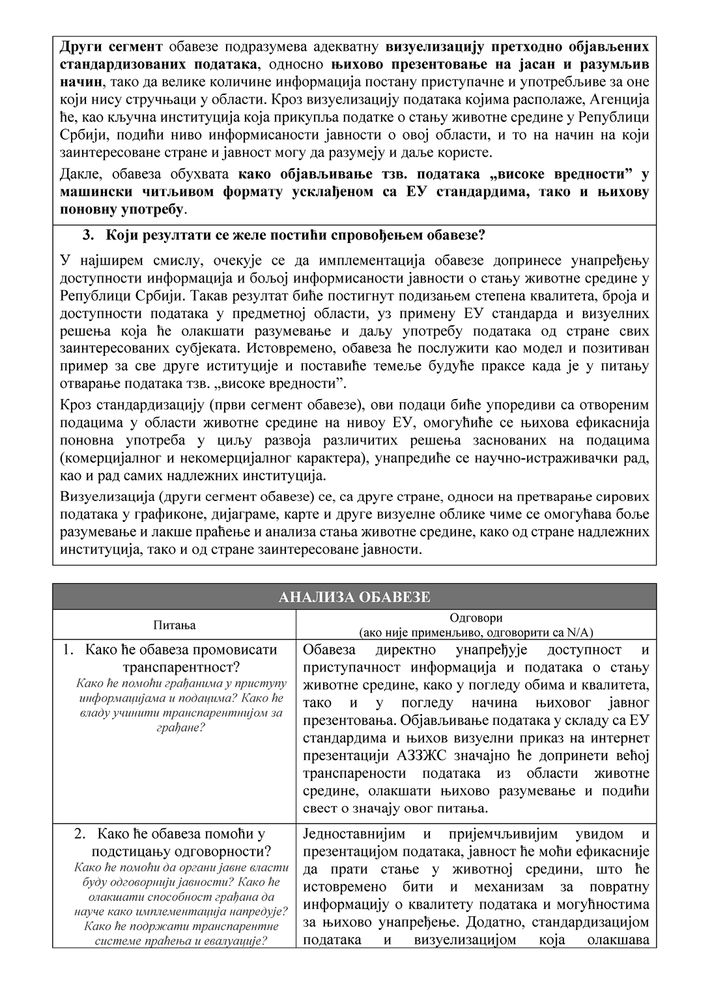 Други сегмент обавезе подразумева адекватну визуелизацију претходно објављених
стандардизованих података, односно њихово презентовање на јасан и разумљив
начин, тако да велике количине информација постану приступачне и употребљиве за оне
који нису стручњаци у области. Кроз визуелизацију података којима располаже, Агенција
ће, као кључна институција која прикупља податке о стању животне средине у Републици
Србији, подићи ниво информисаности јавности о овој области, и то на начин на који
заинтересоване стране и јавност могу да разумеју и даље користе.
Дакле, обавеза обухвата како објављивање тзв. података „високе вредности” у
машински читљивом формату усклађеном са ЕУ стандардима, тако и њихову
поновну употребу.
3. Који резултати се желе постићи спровођењем обавезе?
У најширем смислу, очекује се да имплементација обавезе допринесе унапређењу
доступности информација и бољој информисаности јавности о стању животне средине у
Републици Србији. Такав резултат биће постигнут подизањем степена квалитета, броја и
доступности података у предметној области, уз примену ЕУ стандарда и визуелних
решења која ће олакшати разумевање и даљу употребу података од стране свих
заинтересованих субјеката. Истовремено, обавеза ће послужити као модел и позитиван
пример за све друге иституције и поставиће темеље будуће праксе када је у питању
отварање података тзв. „високе вредности”.
Кроз стандардизацију (први сегмент обавезе), ови подаци биће упоредиви са отвореним
подацима у области животне средине на нивоу ЕУ, омогућиће се њихова ефикаснија
поновна употреба у циљу развоја различитих решења заснованих на подацима
(комерцијалног и некомерцијалног карактера), унапредиће се научно-истраживачки рад,
као и рад самих надлежних институција.
Визуелизација (други сегмент обавезе) се, са друге стране, односи на претварање сирових
података у графиконе, дијаграме, карте и друге визуелне облике чиме се омогућава боље
разумевање и лакше праћење и анализа стања животне средине, како од стране надлежних
институција, тако и од стране заинтересоване јавности.
АНАЛИЗА ОБАВЕЗЕ
Питања
Одговори
(ако није применљиво, одговорити са N/A)
1. Како ће обавеза промовисати
транспарентност?
Како ће помоћи грађанима у приступу
информацијама и подацима? Како ће
владу учинити транспарентнијом за
грађане?
Обавеза директно унапређује доступност и
приступачност информација и података о стању
животне средине, како у погледу обима и квалитета,
тако и у погледу начина њиховог јавног
презентовања. Објављивање података у складу са ЕУ
стандардима и њихов визуелни приказ на интернет
презентацији АЗЗЖС значајно ће допринети већој
транспарености података из области животне
средине, олакшати њихово разумевање и подићи
свест о значају овог питања.
2. Како ће обавеза помоћи у
подстицању одговорности?
Како ће помоћи да органи јавне власти
буду одговорнији јавности? Како ће
олакшати способност грађана да
науче како имплементација напредује?
Како ће подржати транспарентне
системе праћења и евалуације?
Једноставнијим и пријемчљивијим увидом и
презентацијом података, јавност ће моћи ефикасније
да прати стање у животној средини, што ће
истовремено бити и механизам за повратну
информацију о квалитету података и могућностима
за њихово унапређење. Додатно, стандардизацијом
података и визуелизацијом која олакшава